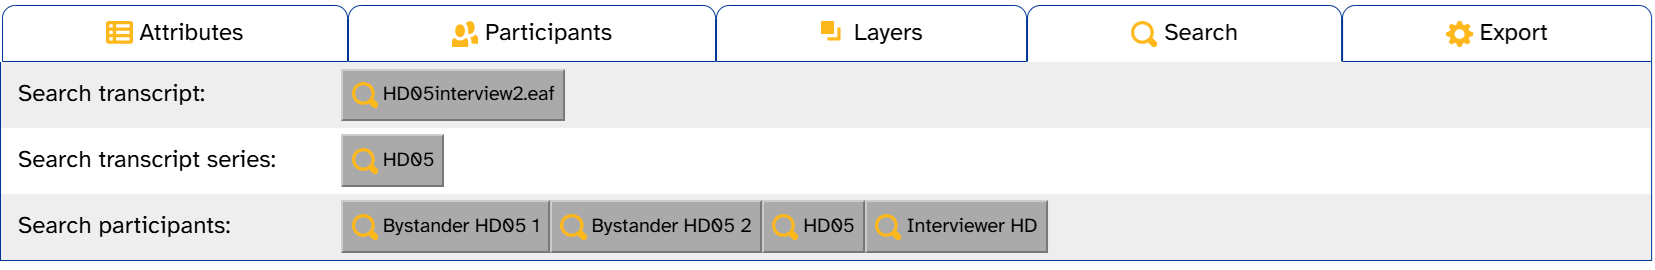 Attributes Participants Layers Search Export
Search transcript: HD05interview2.eaf
Search transcript series: HD05
Search participants: Bystander HD05 1 Bystander HD05 2 HD05 Interviewer HD